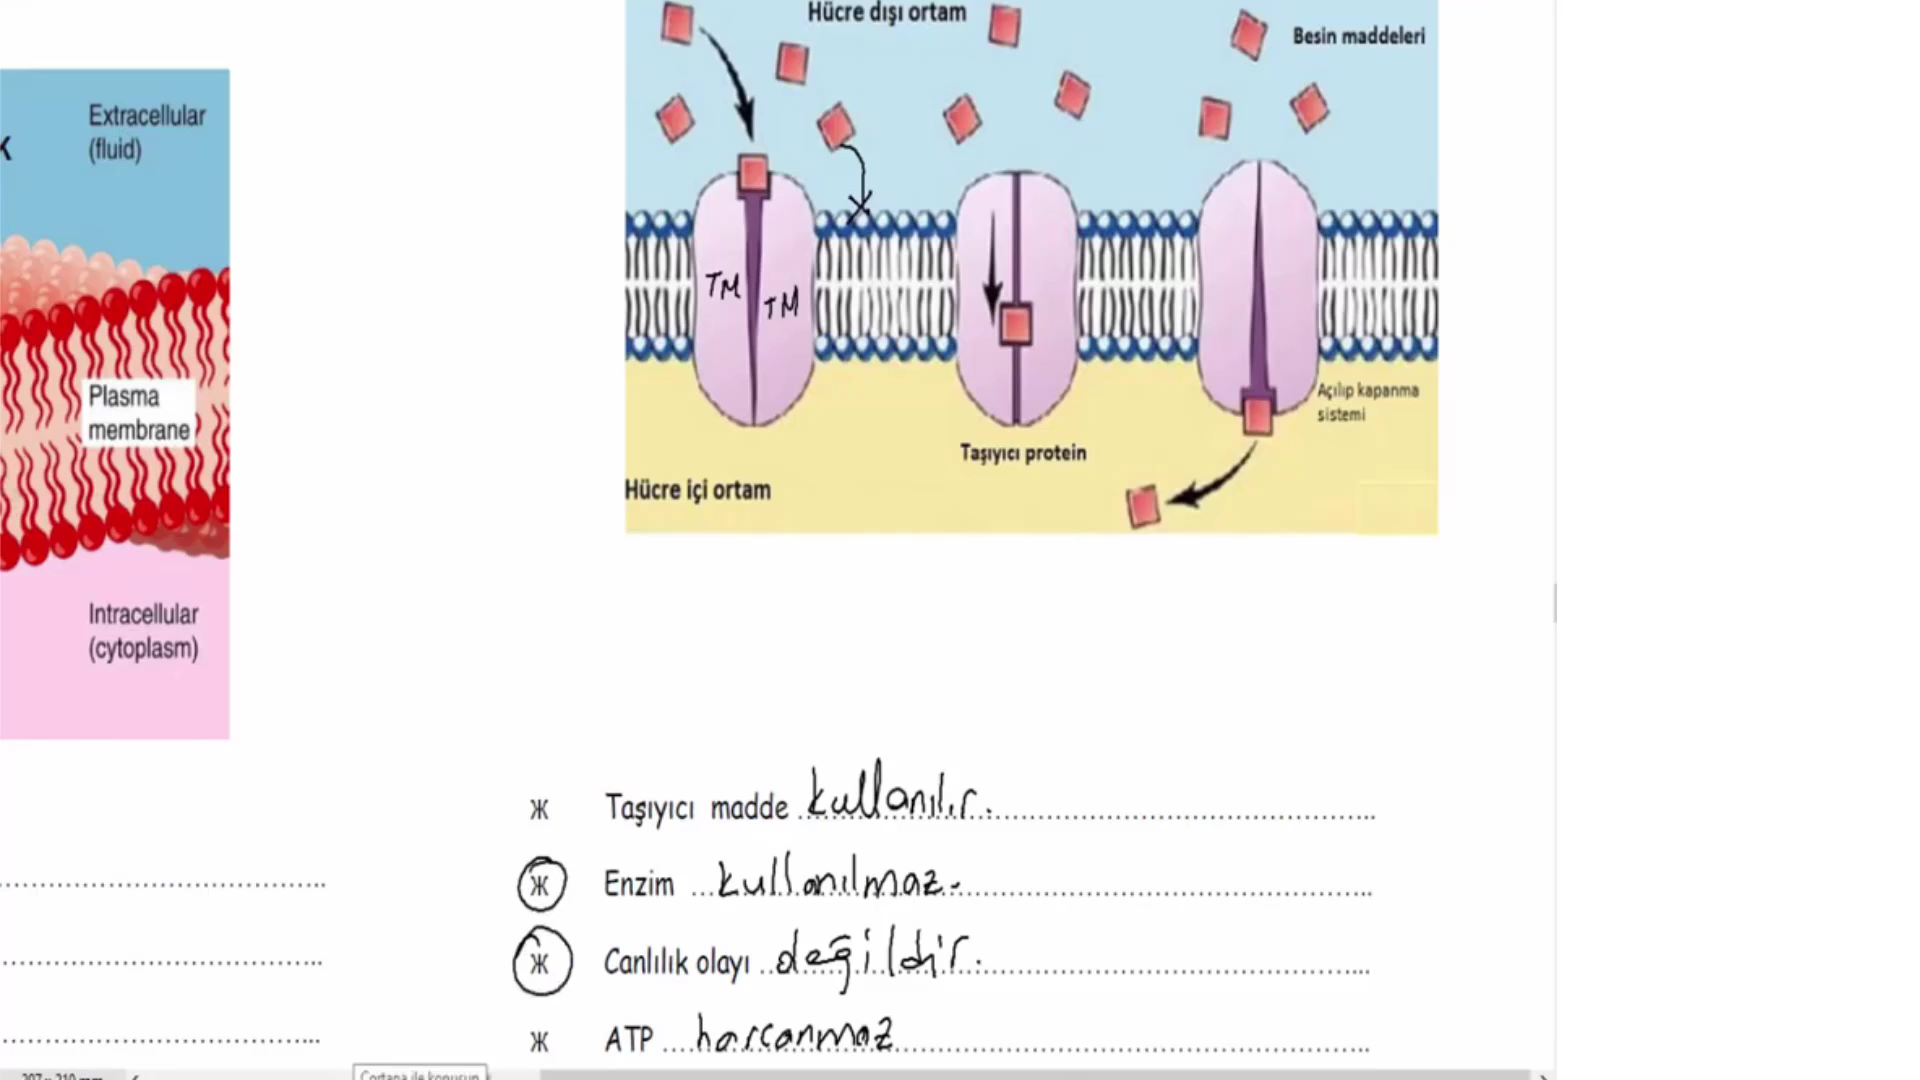 Hücre dışı ortam
Besin maddeleri
Extracellular
(fluid)
TM
TM
Plasma
membrane
Açılıp kapanma
sistemi
Taşıyıcı protein
Hücre içi ortam
Intracellular
(cytoplasm)
Ж Taşıyıcı madde kullanılır.
Ж Enzim kullanılmaz.
Ж Canlılık olayı değildir.
Ж ATP harcanmaz